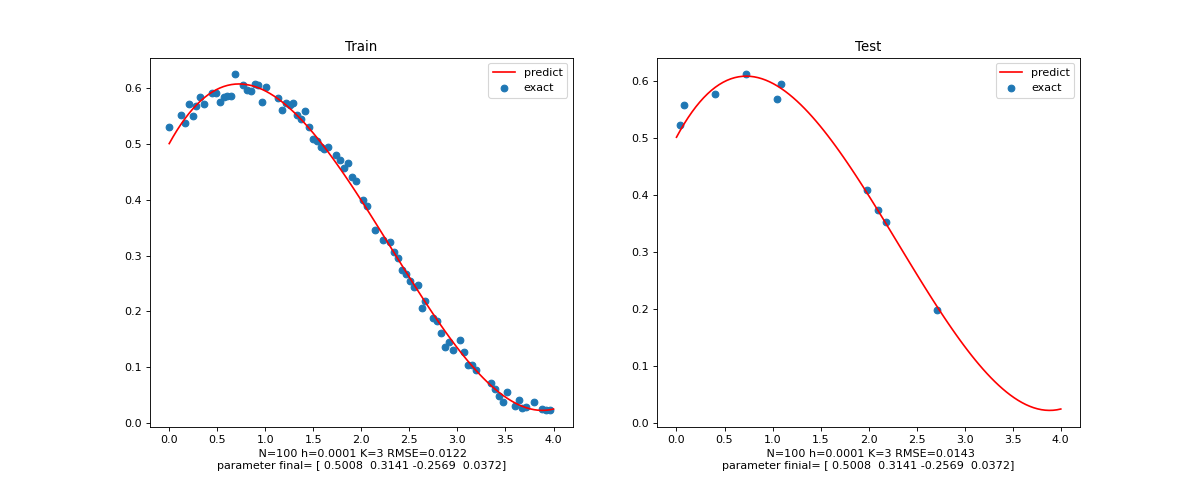 Train
predict
exact
0.6
0.5
0.4
0.3
0.2
0.1
0.0
0.0 0.5 1.0 1.5 2.0 2.5 3.0 3.5 4.0
N=100 h=0.0001 K=3 RMSE=0.0122
parameter final= [ 0.5008 0.3141 -0.2569 0.0372]
Test
predict
exact
0.6
0.5
0.4
0.3
0.2
0.1
0.0
0.0 0.5 1.0 1.5 2.0 2.5 3.0 3.5 4.0
N=100 h=0.0001 K=3 RMSE=0.0143
parameter finial= [ 0.5008 0.3141 -0.2569 0.0372]